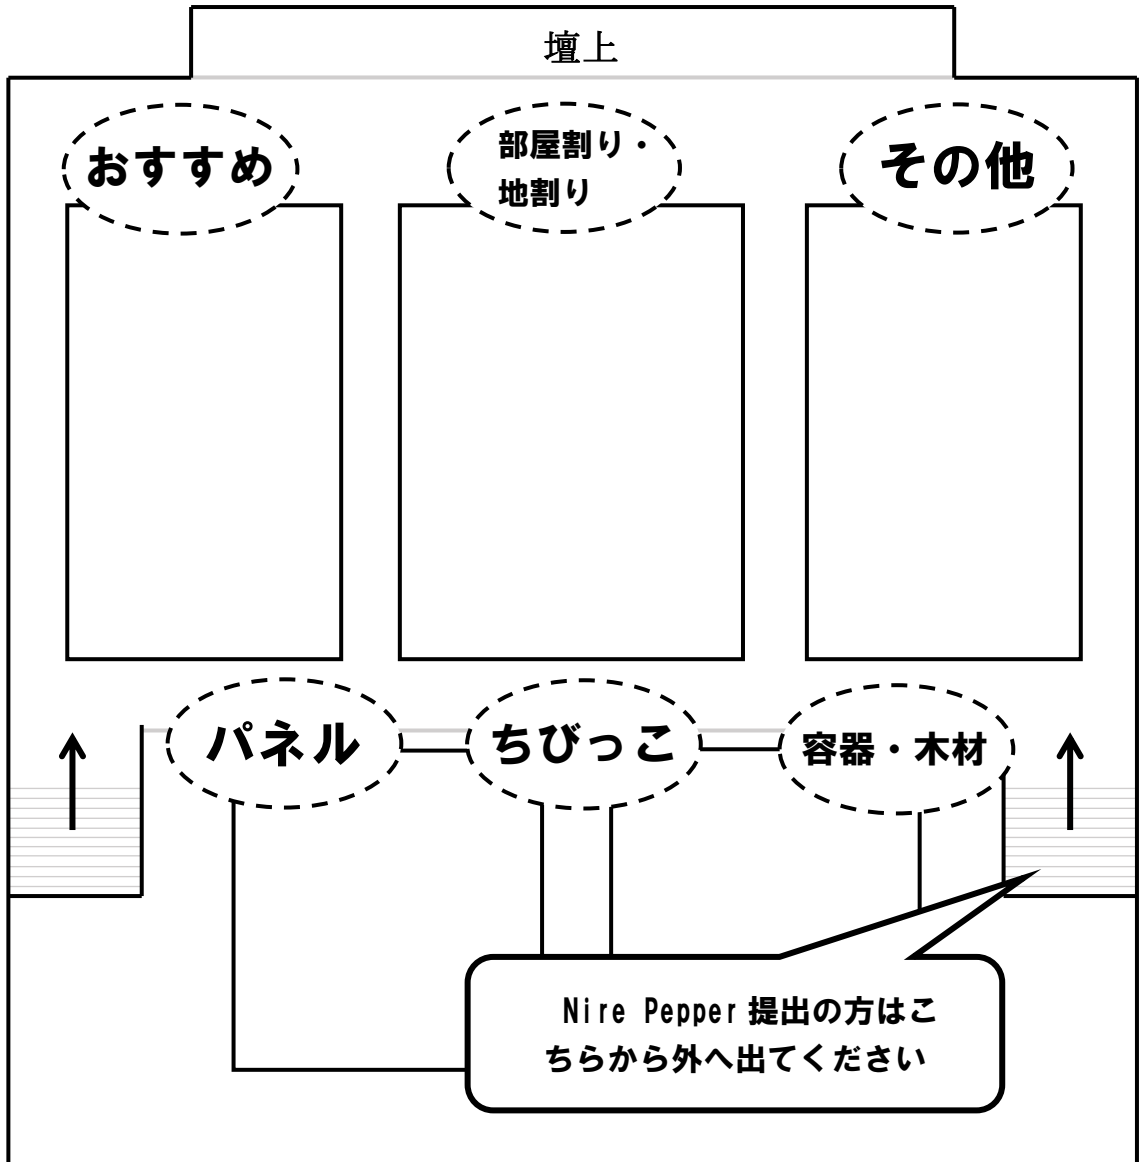 壇上
おすすめ
部屋割り・
地割り
その他
パネル
ちびっこ
容器・木材
Nire Pepper 提出の方はこ
ちらから外へ出てください